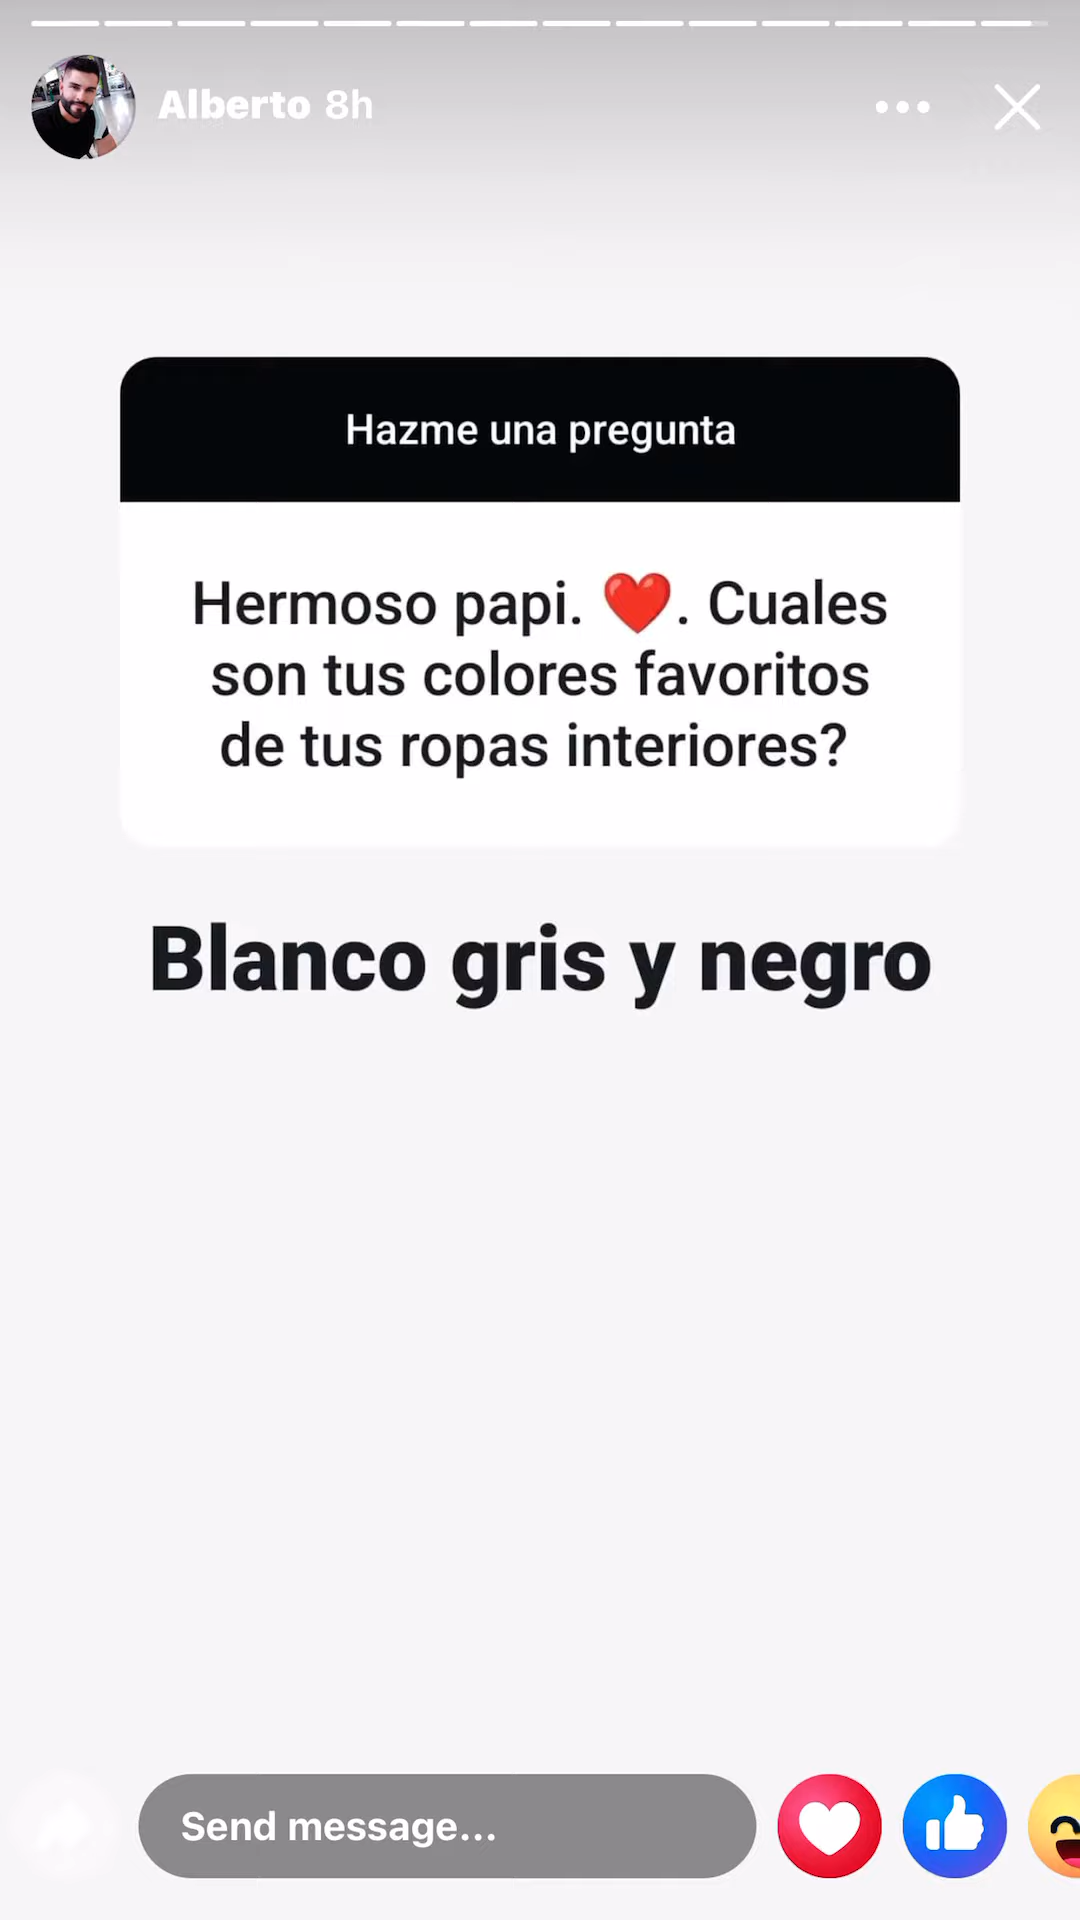 Alberto 8h
Hazme una pregunta
Hermoso papi. ❤️. Cuales
son tus colores favoritos
de tus ropas interiores?
Blanco gris y negro
Send message...